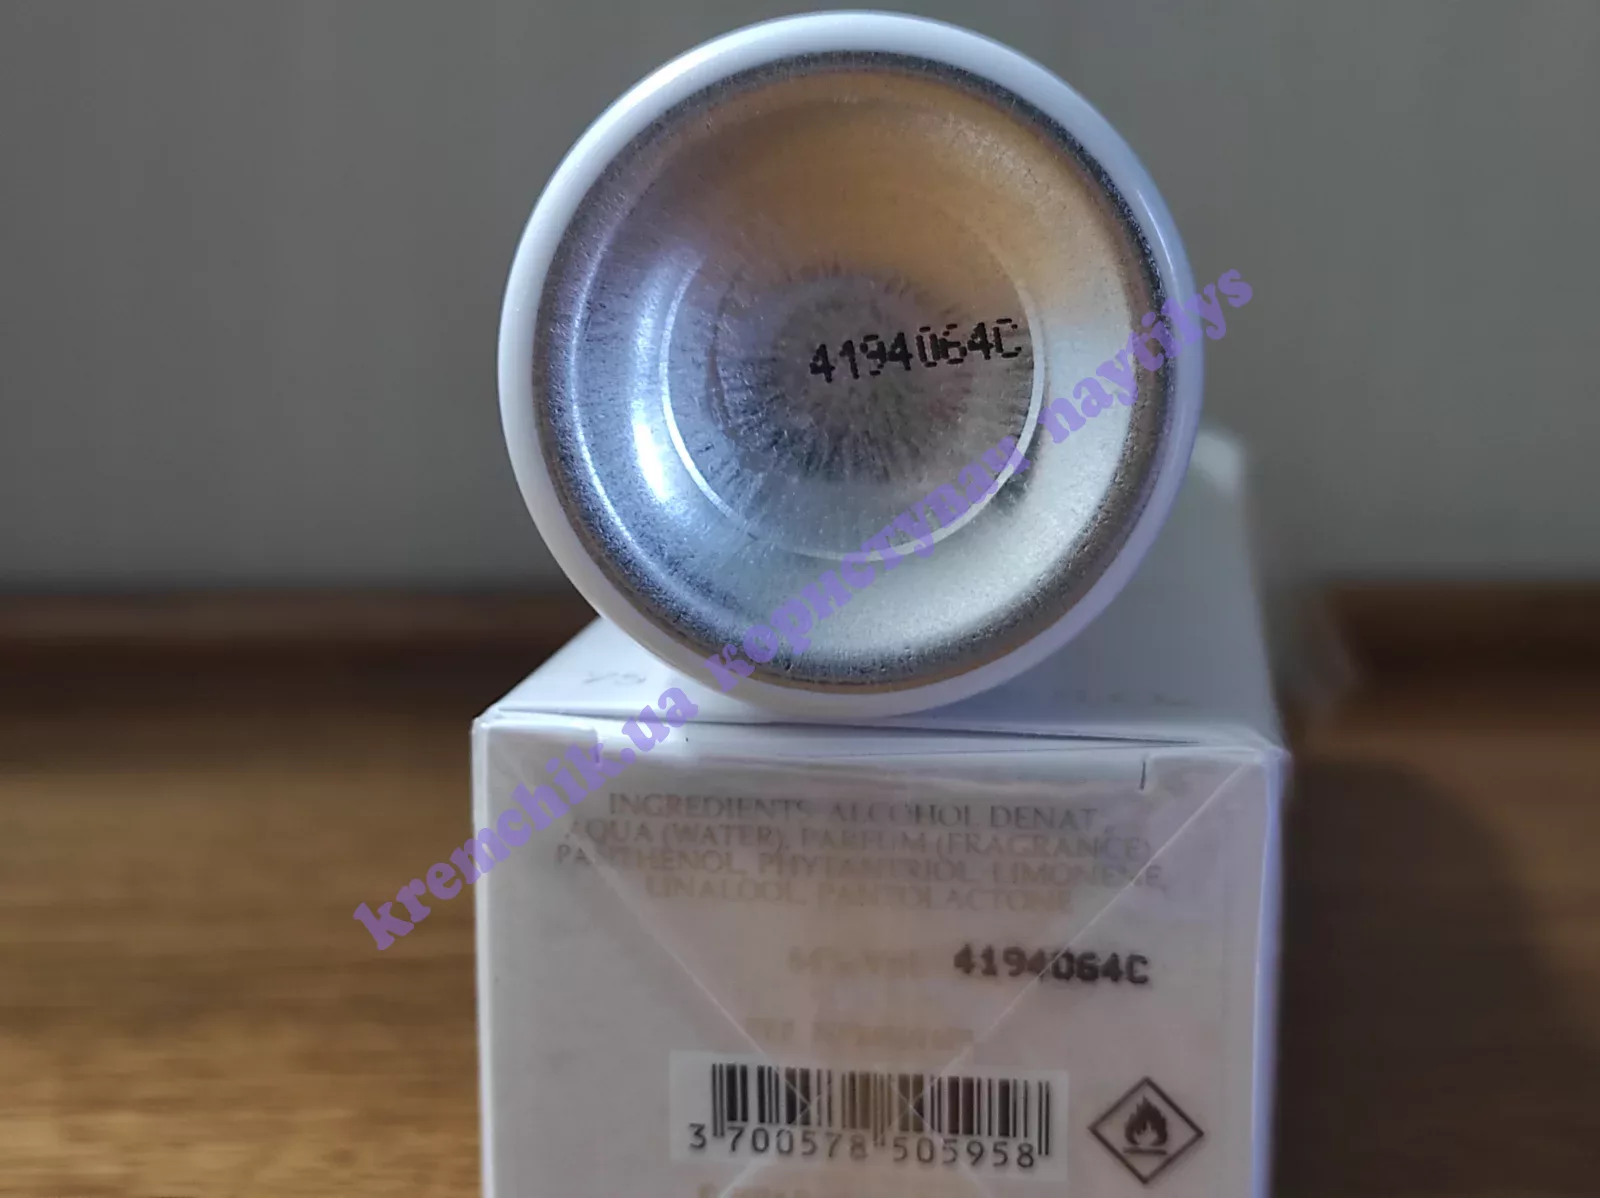 4194064C
kremchik.ua користувач naytilys
INGREDIENTS: ALCOHOL DENAT.,
AQUA (WATER), PARFUM (FRAGRANCE),
PANTHENOL, PHYTANTRIOL, LIMONENE,
LINALOOL, PANTOLACTONE
4194064C
3 700578 505958